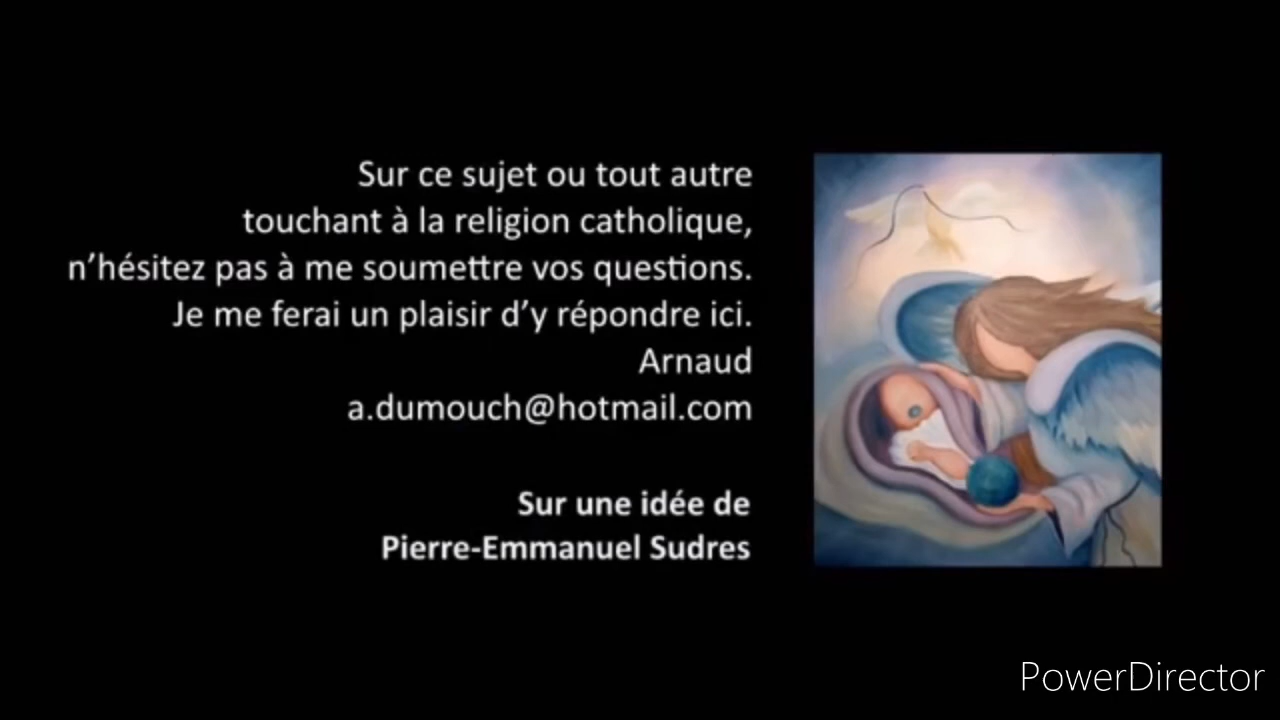 Sur ce sujet ou tout autre
touchant à la religion catholique,
n’hésitez pas à me soumettre vos questions.
Je me ferai un plaisir d’y répondre ici.
Arnaud
a.dumouch@hotmail.com
Sur une idée de
Pierre-Emmanuel Sudres
PowerDirector